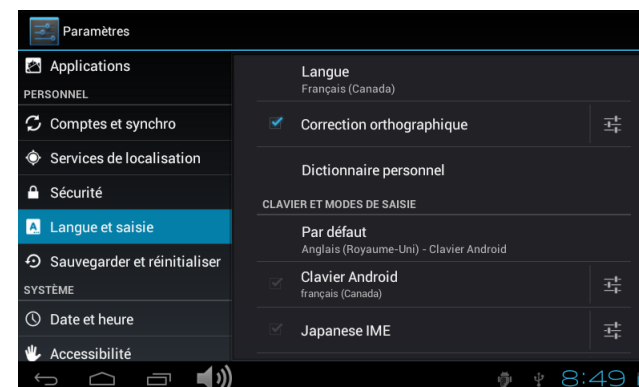 Paramètres
Applications
PERSONNEL
Comptes et synchro
Services de localisation
Sécurité
Langue et saisie
Sauvegarder et réinitialiser
SYSTÈME
Date et heure
Accessibilité
Langue
Français (Canada)
Correction orthographique
Dictionnaire personnel
CLAVIER ET MODES DE SAISIE
Par défaut
Anglais (Royaume-Uni) - Clavier Android
Clavier Android
français (Canada)
Japanese IME
8:49